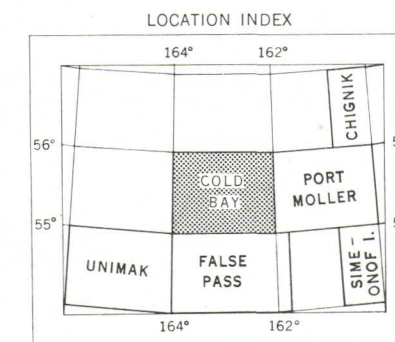 LOCATION INDEX
164° 162°
CHIGNIK
56°
COLD
BAY
PORT
MOLLER
55°
UNIMAK
FALSE
PASS
SIME-
ONOF I.
164° 162°